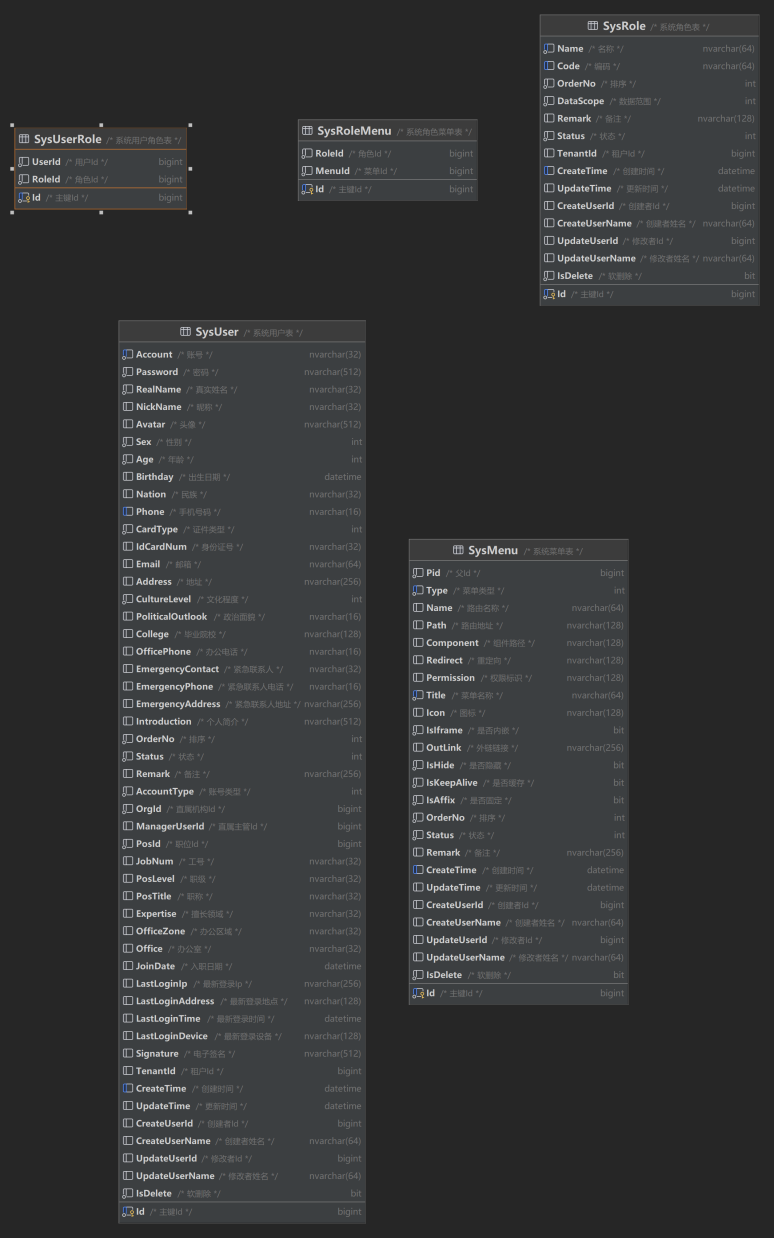 SysRole /* 系统角色表 */
Name /* 名称 */ nvarchar(64)
Code /* 编码 */ nvarchar(64)
OrderNo /* 排序 */ int
DataScope /* 数据范围 */ int
Remark /* 备注 */ nvarchar(128)
Status /* 状态 */ int
TenantId /* 租户Id */ bigint
CreateTime /* 创建时间 */ datetime
UpdateTime /* 更新时间 */ datetime
CreateUserId /* 创建者Id */ bigint
CreateUserName /* 创建者姓名 */ nvarchar(64)
UpdateUserId /* 修改者Id */ bigint
UpdateUserName /* 修改者姓名 */ nvarchar(64)
IsDelete /* 软删除 */ bit
Id /* 主键Id */ bigint
SysUserRole /* 系统用户角色表 */
UserId /* 用户Id */ bigint
RoleId /* 角色Id */ bigint
Id /* 主键Id */ bigint
SysRoleMenu /* 系统角色菜单表 */
RoleId /* 角色Id */ bigint
MenuId /* 菜单Id */ bigint
Id /* 主键Id */ bigint
SysUser /* 系统用户表 */
Account /* 账号 */ nvarchar(32)
Password /* 密码 */ nvarchar(512)
RealName /* 真实姓名 */ nvarchar(32)
NickName /* 昵称 */ nvarchar(32)
Avatar /* 头像 */ nvarchar(512)
Sex /* 性别 */ int
Age /* 年龄 */ int
Birthday /* 出生日期 */ datetime
Nation /* 民族 */ nvarchar(32)
Phone /* 手机号码 */ nvarchar(16)
CardType /* 证件类型 */ int
IdCardNum /* 身份证号 */ nvarchar(32)
Email /* 邮箱 */ nvarchar(64)
Address /* 地址 */ nvarchar(256)
CultureLevel /* 文化程度 */ int
PoliticalOutlook /* 政治面貌 */ nvarchar(16)
College /* 毕业院校 */ nvarchar(128)
OfficePhone /* 办公电话 */ nvarchar(16)
EmergencyContact /* 紧急联系人 */ nvarchar(32)
EmergencyPhone /* 紧急联系人电话 */ nvarchar(16)
EmergencyAddress /* 紧急联系人地址 */ nvarchar(256)
Introduction /* 个人简介 */ nvarchar(512)
OrderNo /* 排序 */ int
Status /* 状态 */ int
Remark /* 备注 */ nvarchar(256)
AccountType /* 账号类型 */ int
OrgId /* 直属机构Id */ bigint
ManagerUserId /* 直属主管Id */ bigint
PosId /* 职位Id */ bigint
JobNum /* 工号 */ nvarchar(32)
PosLevel /* 职级 */ nvarchar(32)
PosTitle /* 职称 */ nvarchar(32)
Expertise /* 擅长领域 */ nvarchar(32)
OfficeZone /* 办公区域 */ nvarchar(32)
Office /* 办公室 */ nvarchar(32)
JoinDate /* 入职日期 */ datetime
LastLoginIp /* 最新登录Ip */ nvarchar(256)
LastLoginAddress /* 最新登录地点 */ nvarchar(128)
LastLoginTime /* 最新登录时间 */ datetime
LastLoginDevice /* 最新登录设备 */ nvarchar(128)
Signature /* 电子签名 */ nvarchar(512)
TenantId /* 租户Id */ bigint
CreateTime /* 创建时间 */ datetime
UpdateTime /* 更新时间 */ datetime
CreateUserId /* 创建者Id */ bigint
CreateUserName /* 创建者姓名 */ nvarchar(64)
UpdateUserId /* 修改者Id */ bigint
UpdateUserName /* 修改者姓名 */ nvarchar(64)
IsDelete /* 软删除 */ bit
Id /* 主键Id */ bigint
SysMenu /* 系统菜单表 */
Pid /* 父Id */ bigint
Type /* 菜单类型 */ int
Name /* 路由名称 */ nvarchar(64)
Path /* 路由地址 */ nvarchar(128)
Component /* 组件路径 */ nvarchar(128)
Redirect /* 重定向 */ nvarchar(128)
Permission /* 权限标识 */ nvarchar(128)
Title /* 菜单名称 */ nvarchar(64)
Icon /* 图标 */ nvarchar(128)
IsIframe /* 是否内嵌 */ bit
OutLink /* 外链链接 */ nvarchar(256)
IsHide /* 是否隐藏 */ bit
IsKeepAlive /* 是否缓存 */ bit
IsAffix /* 是否固定 */ bit
OrderNo /* 排序 */ int
Status /* 状态 */ int
Remark /* 备注 */ nvarchar(256)
CreateTime /* 创建时间 */ datetime
UpdateTime /* 更新时间 */ datetime
CreateUserId /* 创建者Id */ bigint
CreateUserName /* 创建者姓名 */ nvarchar(64)
UpdateUserId /* 修改者Id */ bigint
UpdateUserName /* 修改者姓名 */ nvarchar(64)
IsDelete /* 软删除 */ bit
Id /* 主键Id */ bigint